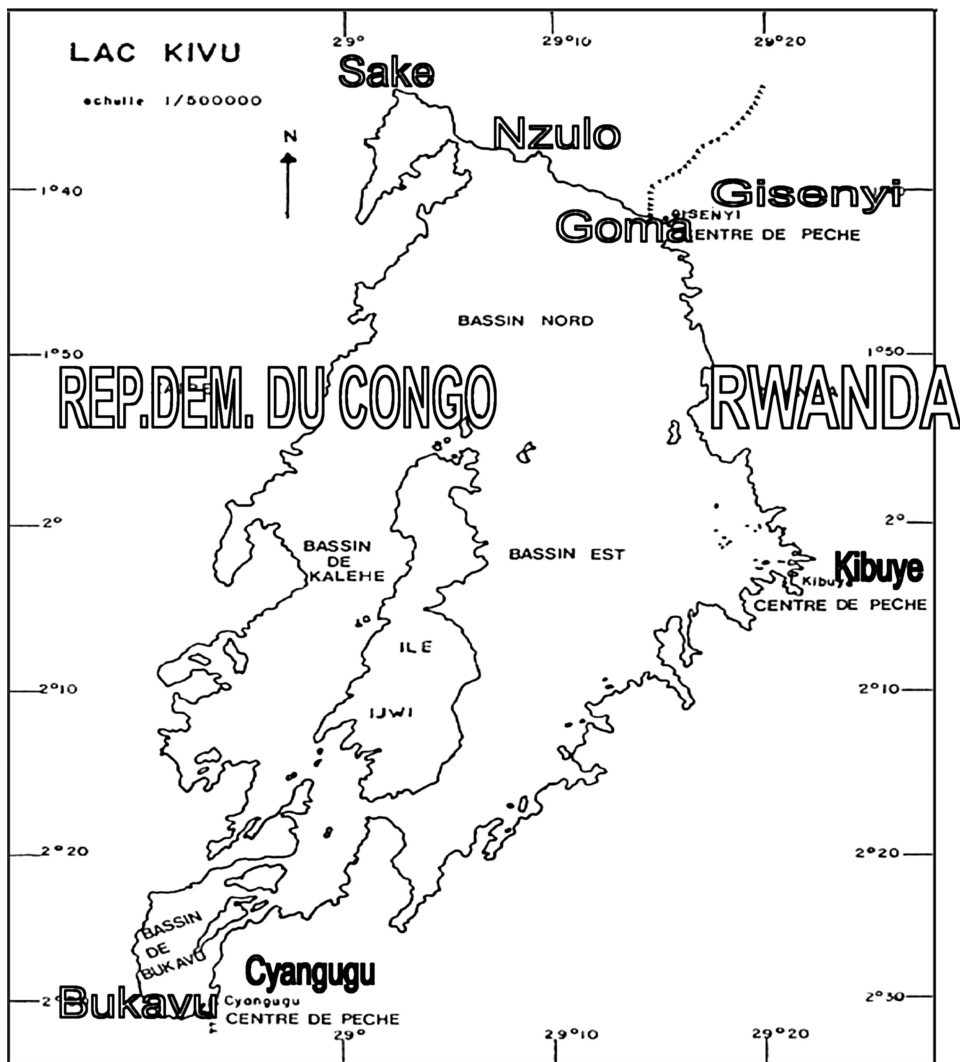 29°
29°10
29°20
LAC KIVU
echelle 1/500000
Sake
N
Nzulo
1°40
Gisenyi
GISENYI
Goma
CENTRE DE PECHE
BASSIN NORD
1°50
1°50
REP.DEM. DU CONGO
RWANDA
2°
2°
BASSIN
DE
KALEHE
BASSIN EST
Kibuye
Kibuye
CENTRE DE PECHE
ILE
IJWI
2°10
2°10
2°20
2°20
BASSIN
DE
BUKAVU
Cyangugu
Bukavu
Cyangugu
CENTRE DE PECHE
2°30
29°
29°10
29°20